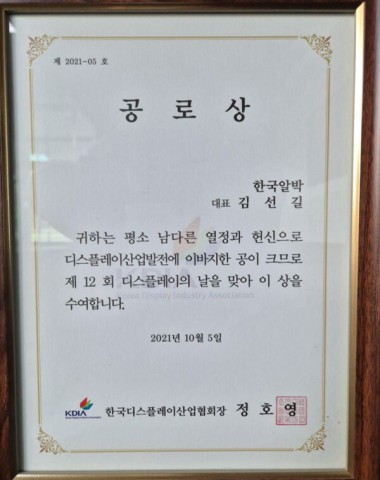 제 2021-05 호
공 로 상
한국알박
대표 김 선 길
귀하는 평소 남다른 열정과 헌신으로
디스플레이산업발전에 이바지한 공이 크므로
제 12 회 디스플레이의 날을 맞아 이 상을
수여합니다.
KDIA
Korea Display Industry Association
2021년 10월 5일
KDIA 한국디스플레이산업협회장 정 호 영